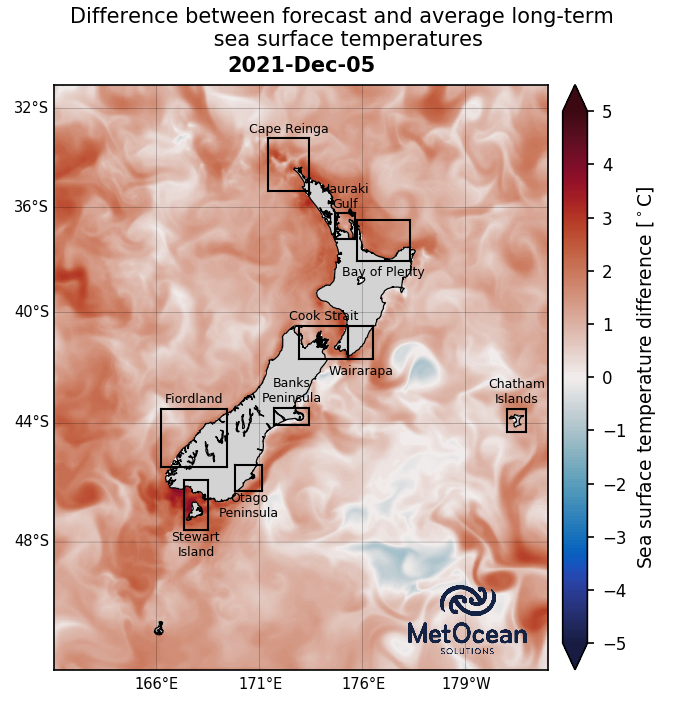 Difference between forecast and average long-term
sea surface temperatures
2021-Dec-05
32°S
36°S
40°S
44°S
48°S
Cape Reinga
Hauraki
Gulf
Bay of Plenty
Cook Strait
Wairarapa
Banks
Peninsula
Chatham
Islands
Fiordland
Otago
Peninsula
Stewart
Island
MetOcean
SOLUTIONS
166°E
171°E
176°E
179°W
5
4
3
2
1
0
−1
−2
−3
−4
−5
Sea surface temperature difference [°C]